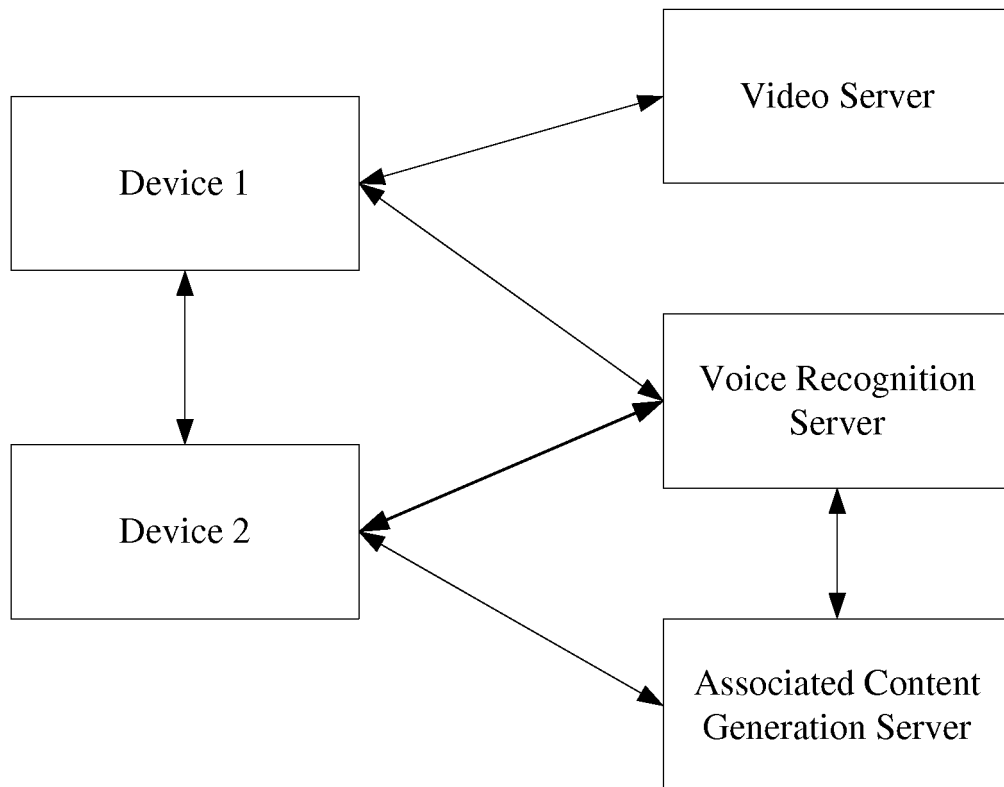 Video Server
Device 1
Voice Recognition
Server
Device 2
Associated Content
Generation Server